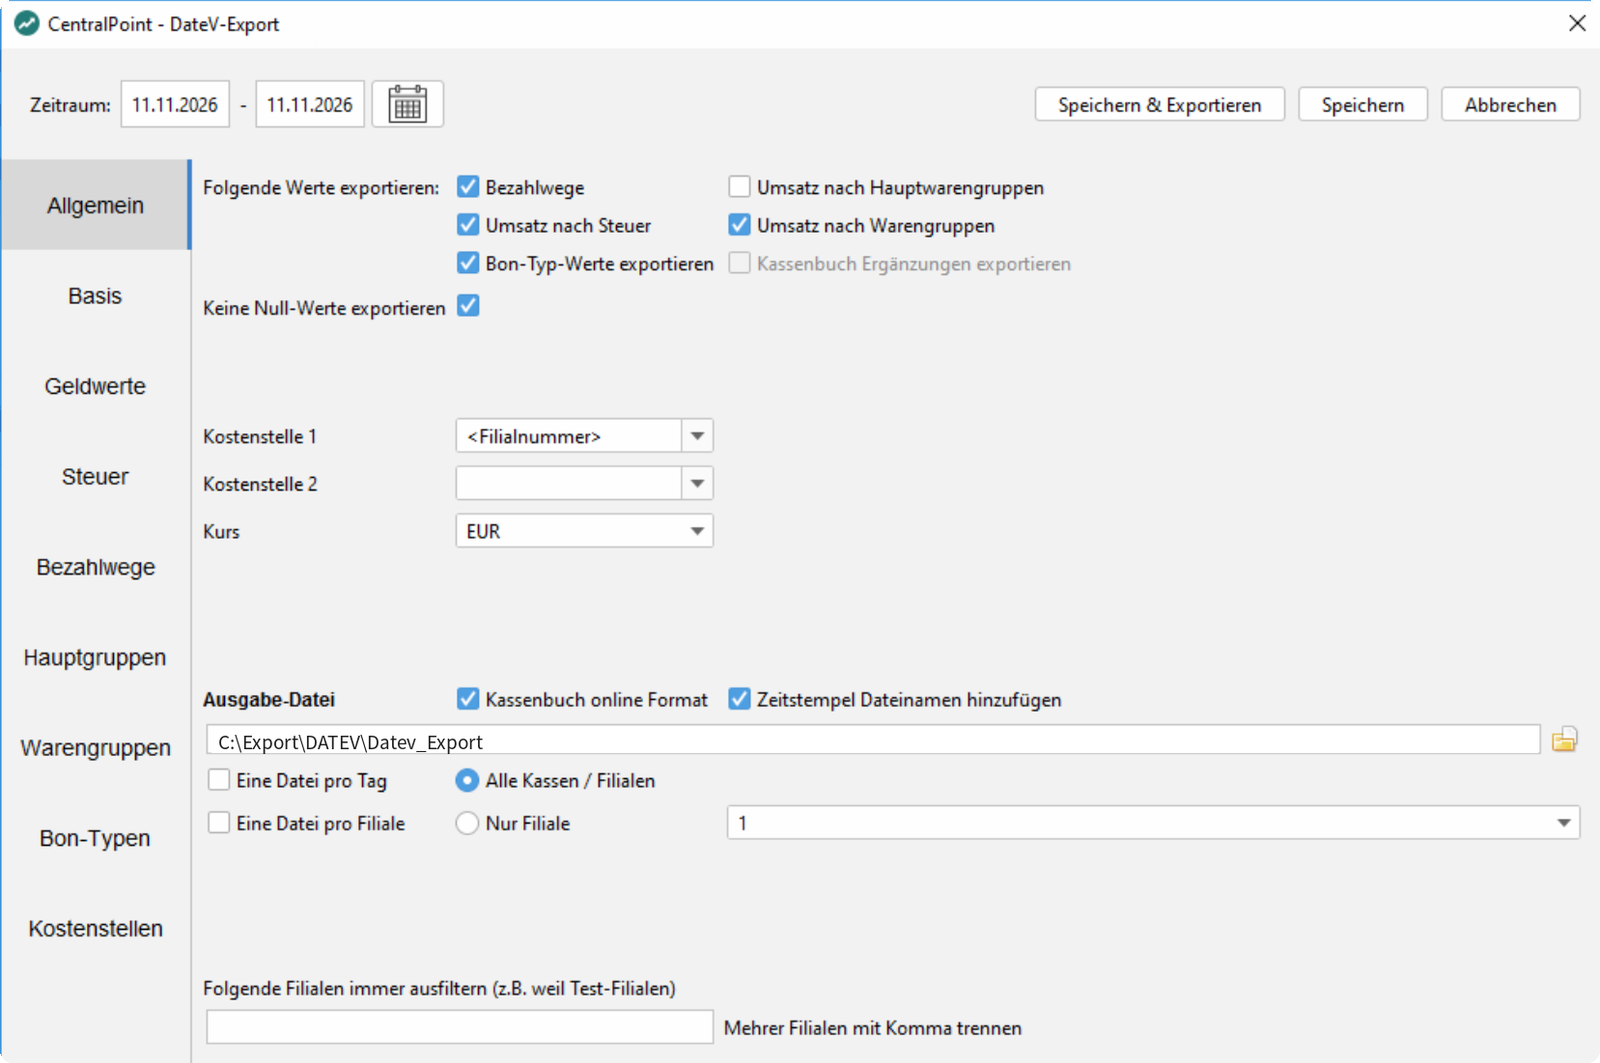 CentralPoint - DateV-Export
Zeitraum: 11.11.2026 - 11.11.2026 Speichern & Exportieren Speichern Abbrechen
Allgemein
Basis
Geldwerte
Steuer
Bezahlwege
Hauptgruppen
Warengruppen
Bon-Typen
Kostenstellen
Folgende Werte exportieren: Bezahlwege Umsatz nach Hauptwarengruppen
Umsatz nach Steuer Umsatz nach Warengruppen
Bon-Typ-Werte exportieren Kassenbuch Ergänzungen exportieren
Keine Null-Werte exportieren
Kostenstelle 1 <Filialnummer>
Kostenstelle 2
Kurs EUR
Ausgabe-Datei Kassenbuch online Format Zeitstempel Dateinamen hinzufügen
C:\Export\DATEV\Datev_Export
Eine Datei pro Tag Alle Kassen / Filialen
Eine Datei pro Filiale Nur Filiale 1
Folgende Filialen immer ausfiltern (z.B. weil Test-Filialen)
Mehrer Filialen mit Komma trennen